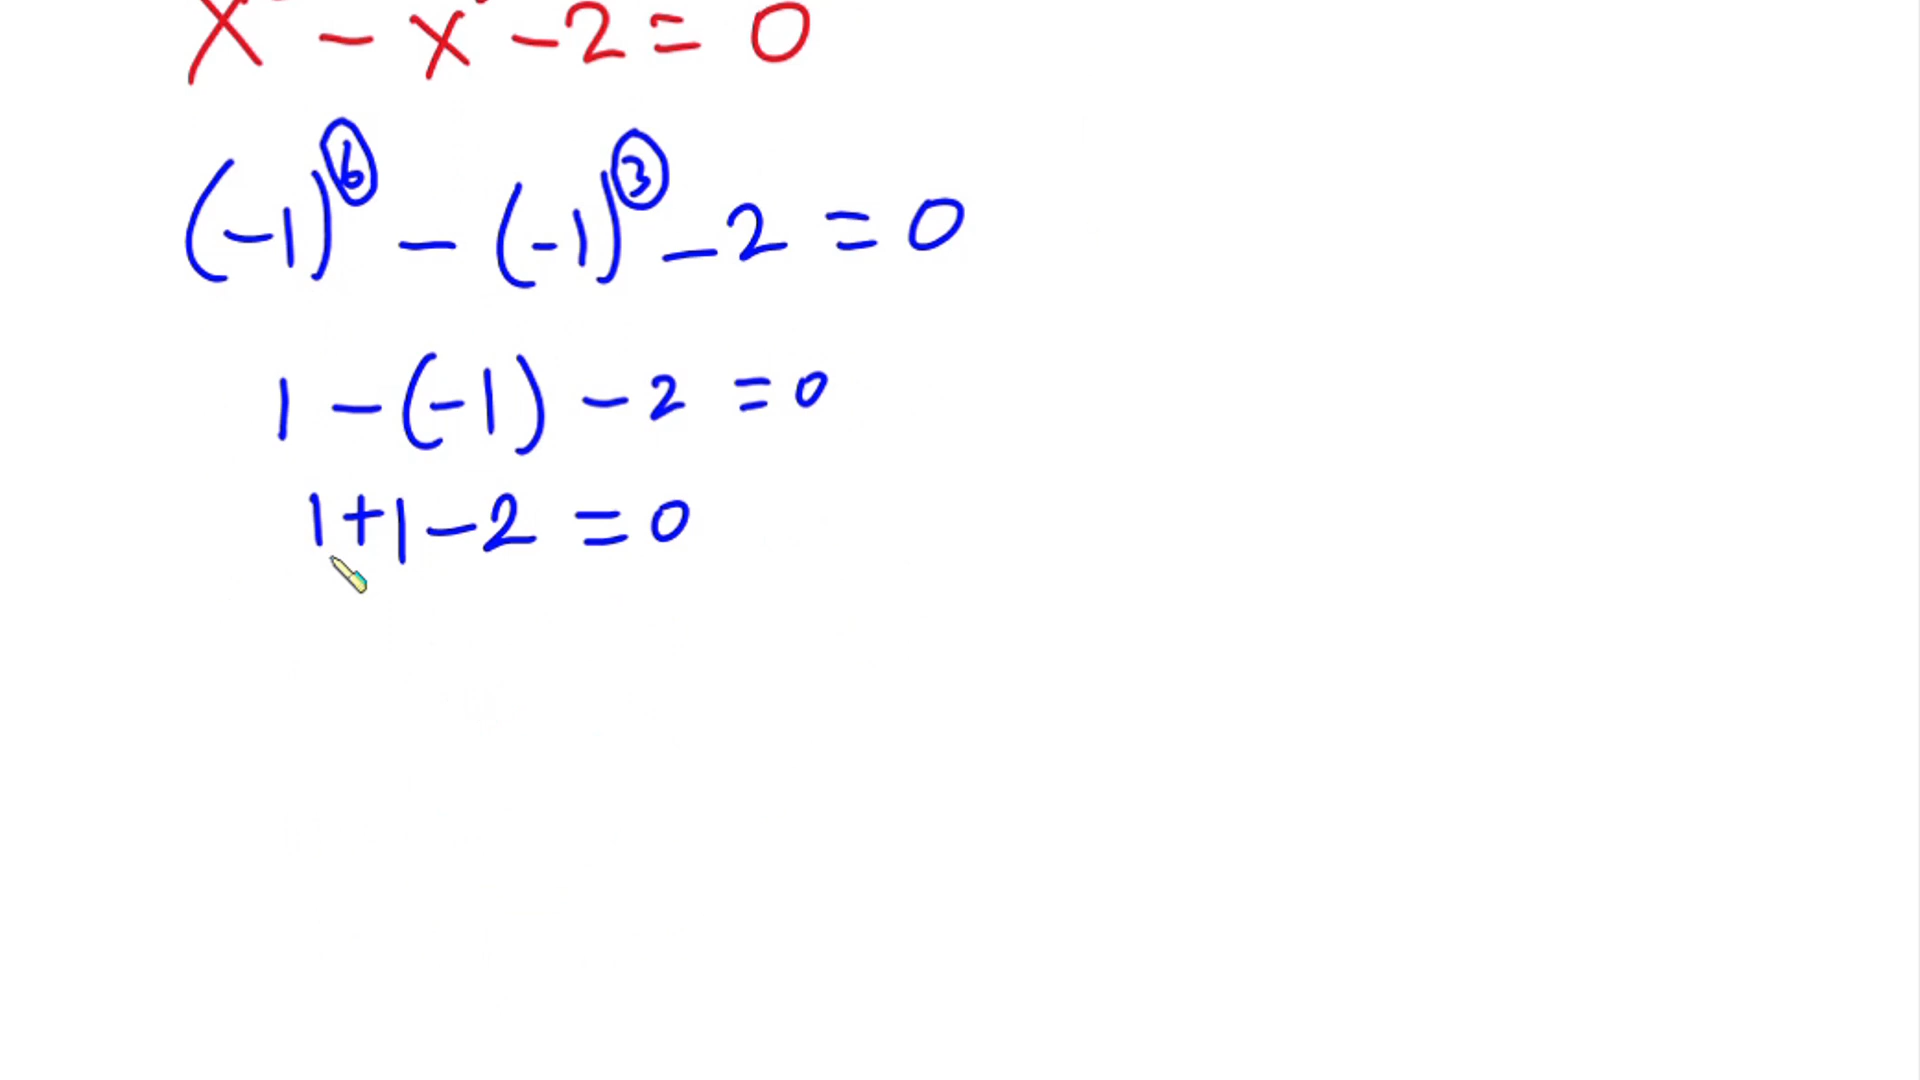 x - x - 2 = 0
(-1)⁶ - (-1)³ - 2 = 0
1 - (-1) - 2 = 0
1 + 1 - 2 = 0